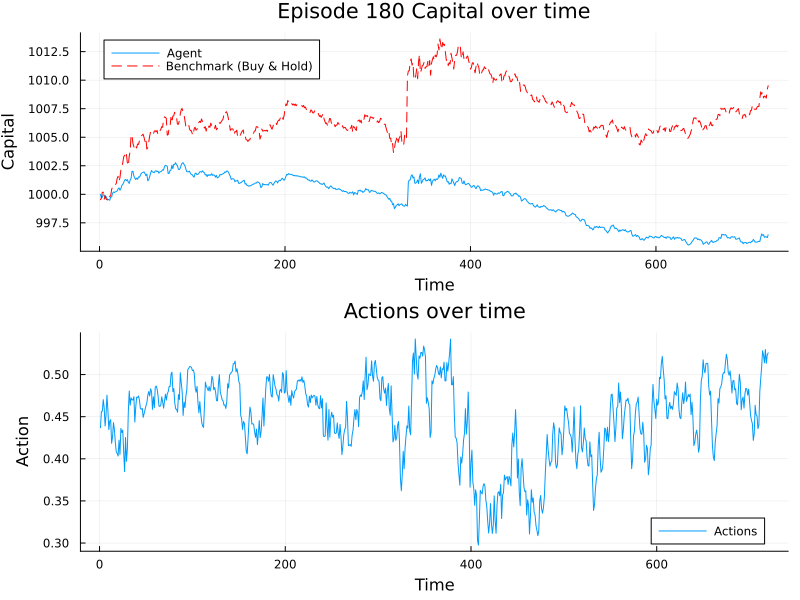 Episode 180 Capital over time
Agent
Benchmark (Buy & Hold)
Capital
1012.5
1010.0
1007.5
1005.0
1002.5
1000.0
997.5
0 200 400 600
Time
Actions over time
Action
0.50
0.45
0.40
0.35
0.30
Actions
0 200 400 600
Time